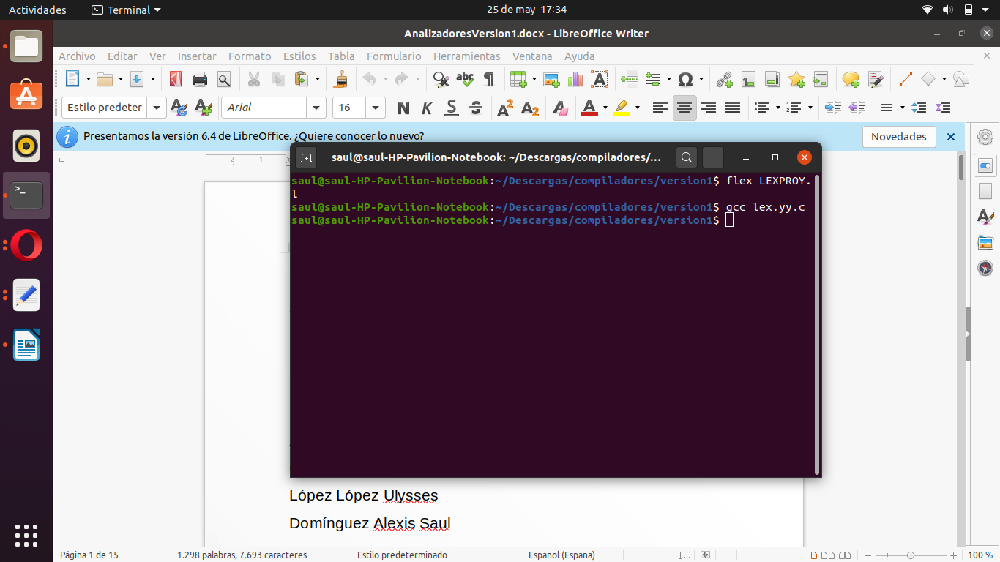 Actividades
Terminal
25 de may 17:34
AnalizadoresVersion1.docx - LibreOffice Writer
Archivo Editar Ver Insertar Formato Estilos Tabla Formulario Herramientas Ventana Ayuda
Estilo predeter
Arial
16
N K S S A2 A2 A
Presentamos la versión 6.4 de LibreOffice. ¿Quiere conocer lo nuevo?
Novedades
2 1
saul@saul-HP-Pavilion-Notebook: ~/Descargas/compiladores/...
saul@saul-HP-Pavilion-Notebook:~/Descargas/compiladores/version1$ flex LEXPROY.
l
saul@saul-HP-Pavilion-Notebook:~/Descargas/compiladores/version1$ gcc lex.yy.c
saul@saul-HP-Pavilion-Notebook:~/Descargas/compiladores/version1$
López López Ulysses
Domínguez Alexis Saul
Página 1 de 15
1.298 palabras, 7.693 caracteres
Estilo predeterminado
Español (España)
100 %